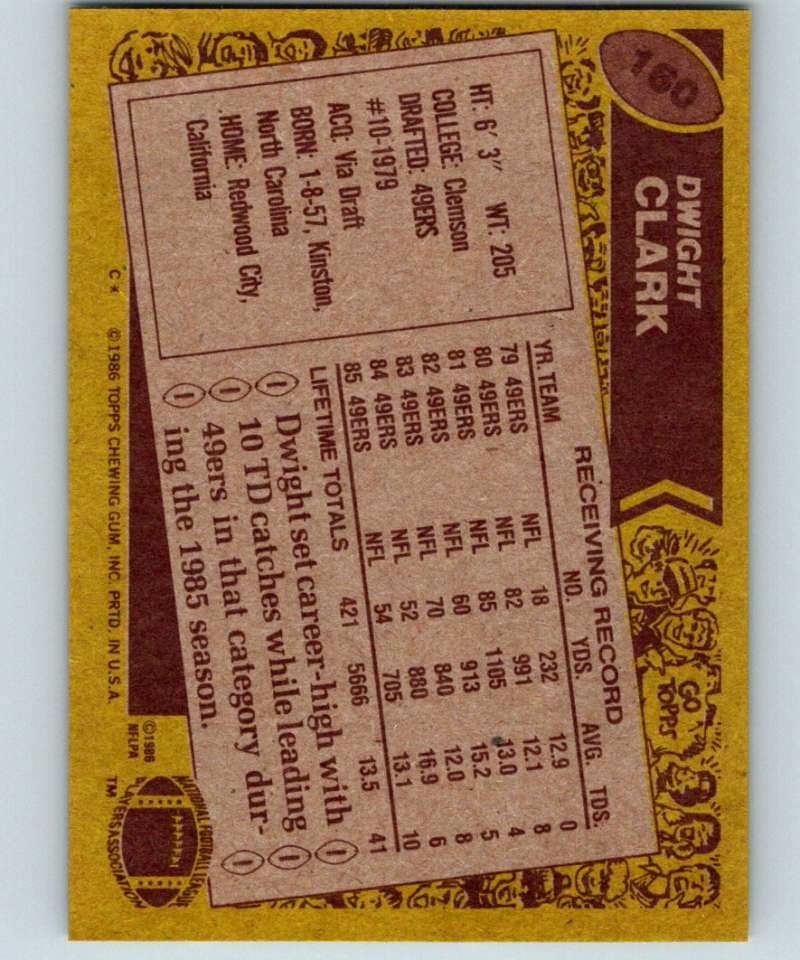 160
DWIGHT
CLARK
HT: 6' 3" WT: 205
COLLEGE: Clemson
DRAFTED: 49ERS
#10-1979
ACQ: Via Draft
BORN: 1-8-57, Kinston,
North Carolina
HOME: Redwood City,
California
RECEIVING RECORD
YR. TEAM NO. YDS. AVG. TDS.
79 49ERS NFL 18 232 12.9 0
80 49ERS NFL 82 991 12.1 8
81 49ERS NFL 85 1105 13.0 4
82 49ERS NFL 60 913 15.2 5
83 49ERS NFL 70 840 12.0 8
84 49ERS NFL 52 880 16.9 6
85 49ERS NFL 54 705 13.1 10
LIFETIME TOTALS 421 5666 13.5 41
Dwight set career-high with
10 TD catches while leading
49ers in that category dur-
ing the 1985 season.
GO
TOPPS
C* ©1986 TOPPS CHEWING GUM, INC. PRTD. IN U.S.A.
©1986
NFLPA
NATIONAL FOOTBALL LEAGUE
PLAYERS ASSOCIATION
TM